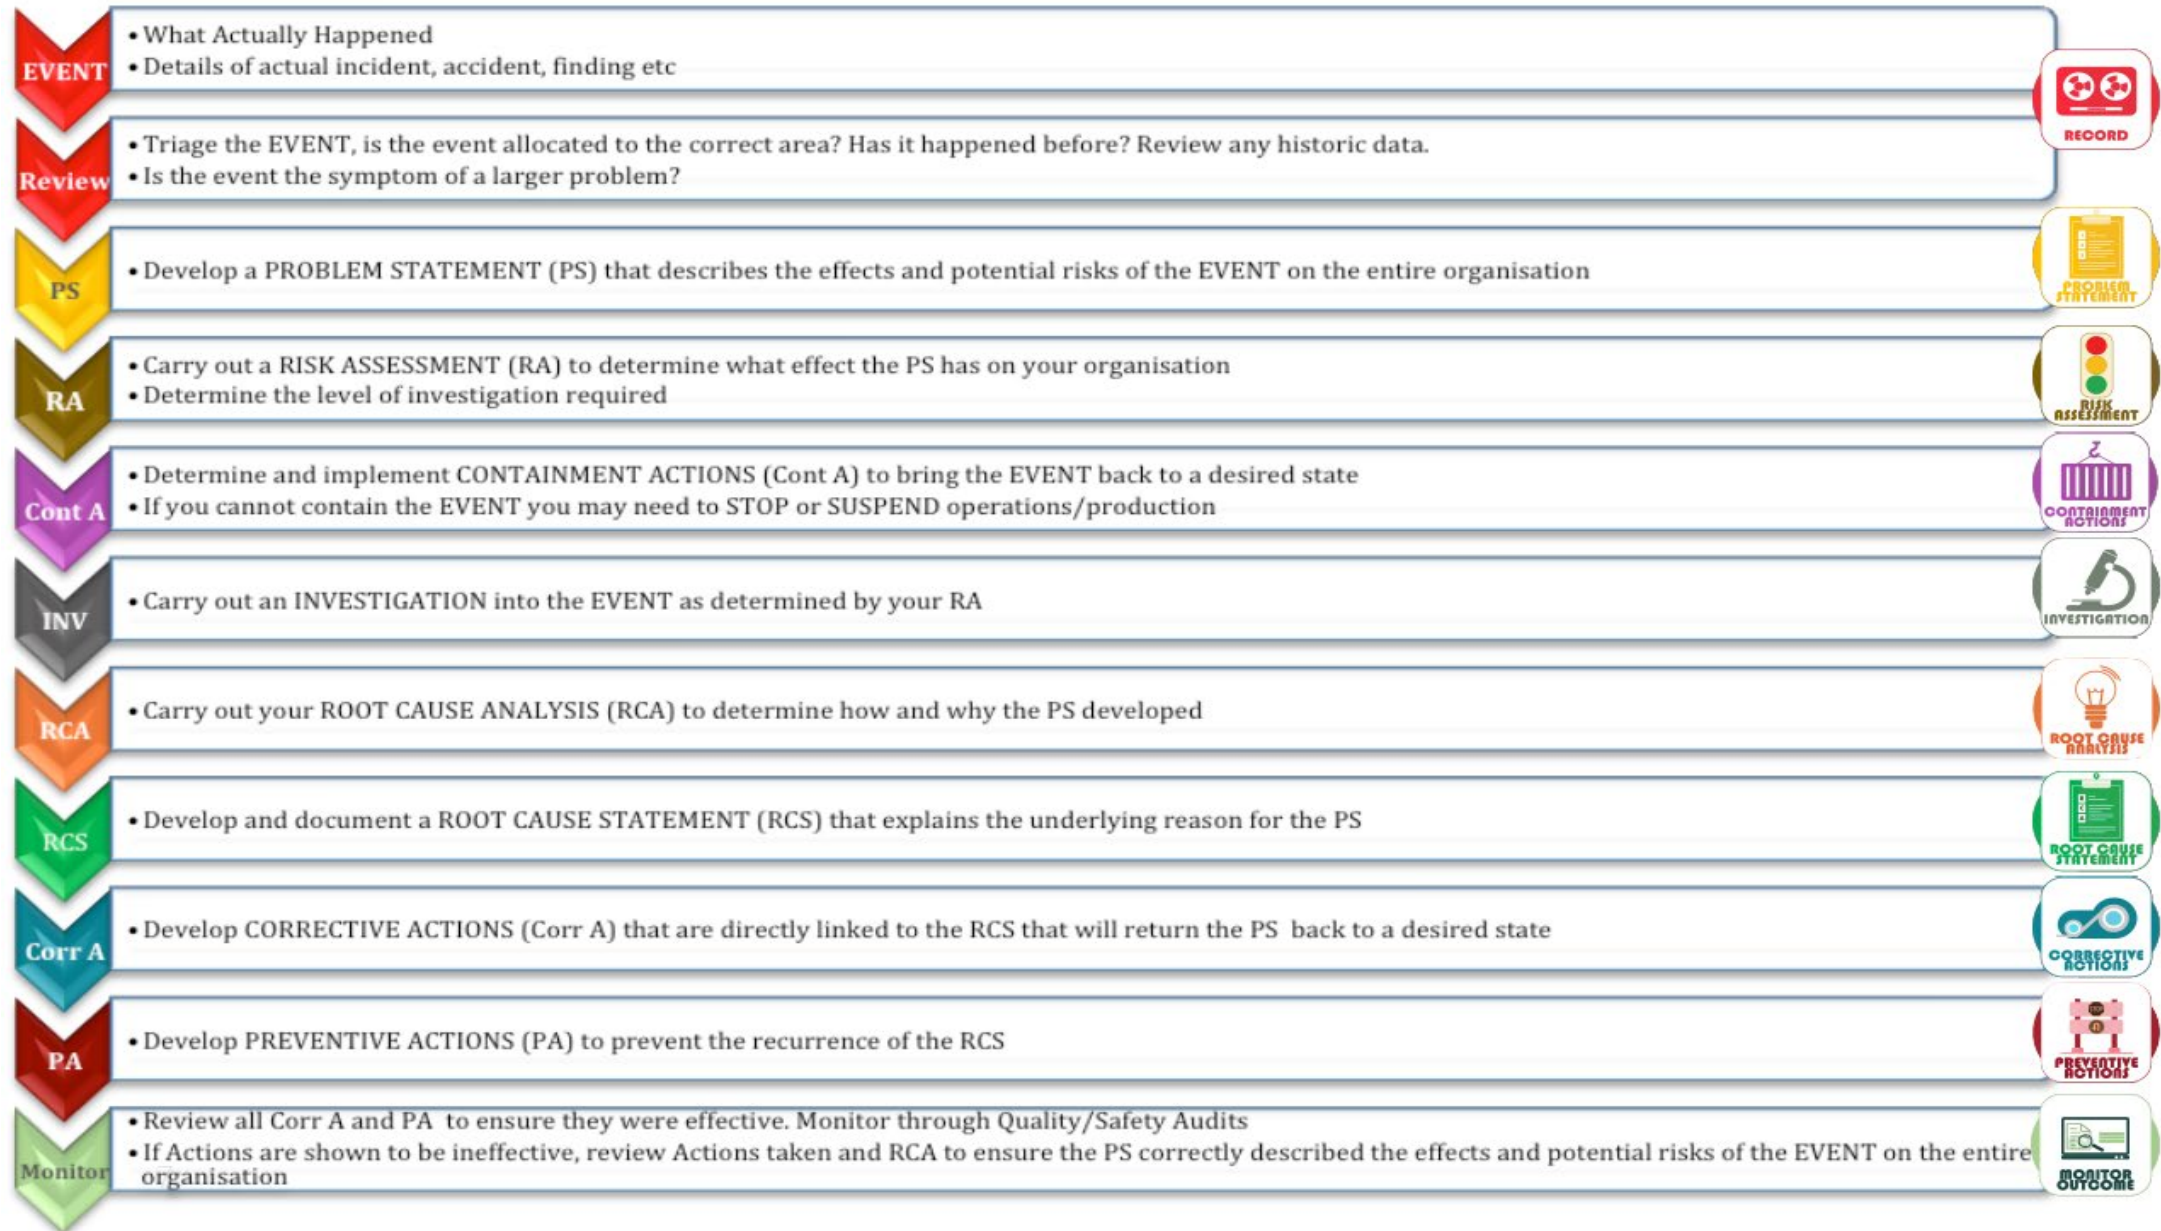 EVENT
• What Actually Happened
• Details of actual incident, accident, finding etc
RECORD
Review
• Triage the EVENT, is the event allocated to the correct area? Has it happened before? Review any historic data.
• Is the event the symptom of a larger problem?
PS
• Develop a PROBLEM STATEMENT (PS) that describes the effects and potential risks of the EVENT on the entire organisation
PROBLEM
STATEMENT
RA
• Carry out a RISK ASSESSMENT (RA) to determine what effect the PS has on your organisation
• Determine the level of investigation required
RISK
ASSESSMENT
Cont A
• Determine and implement CONTAINMENT ACTIONS (Cont A) to bring the EVENT back to a desired state
• If you cannot contain the EVENT you may need to STOP or SUSPEND operations/production
CONTAINMENT
ACTIONS
INV
• Carry out an INVESTIGATION into the EVENT as determined by your RA
INVESTIGATION
RCA
• Carry out your ROOT CAUSE ANALYSIS (RCA) to determine how and why the PS developed
ROOT CAUSE
ANALYSIS
RCS
• Develop and document a ROOT CAUSE STATEMENT (RCS) that explains the underlying reason for the PS
ROOT CAUSE
STATEMENT
Corr A
• Develop CORRECTIVE ACTIONS (Corr A) that are directly linked to the RCS that will return the PS  back to a desired state
CORRECTIVE
ACTIONS
PA
• Develop PREVENTIVE ACTIONS (PA) to prevent the recurrence of the RCS
PREVENTIVE
ACTIONS
Monitor
• Review all Corr A and PA  to ensure they were effective. Monitor through Quality/Safety Audits
• If Actions are shown to be ineffective, review Actions taken and RCA to ensure the PS correctly described the effects and potential risks of the EVENT on the entire
organisation
MONITOR
OUTCOME